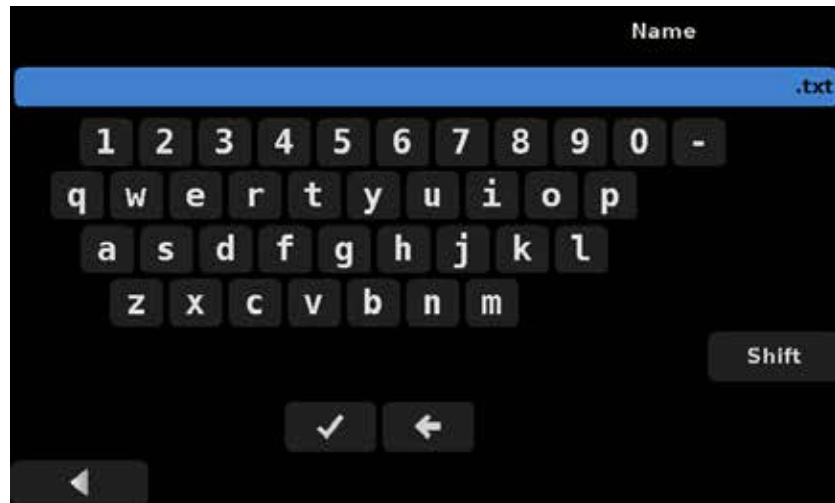 Name
.txt
1 2 3 4 5 6 7 8 9 0 -
q w e r t y u i o p
a s d f g h j k l
z x c v b n m
Shift